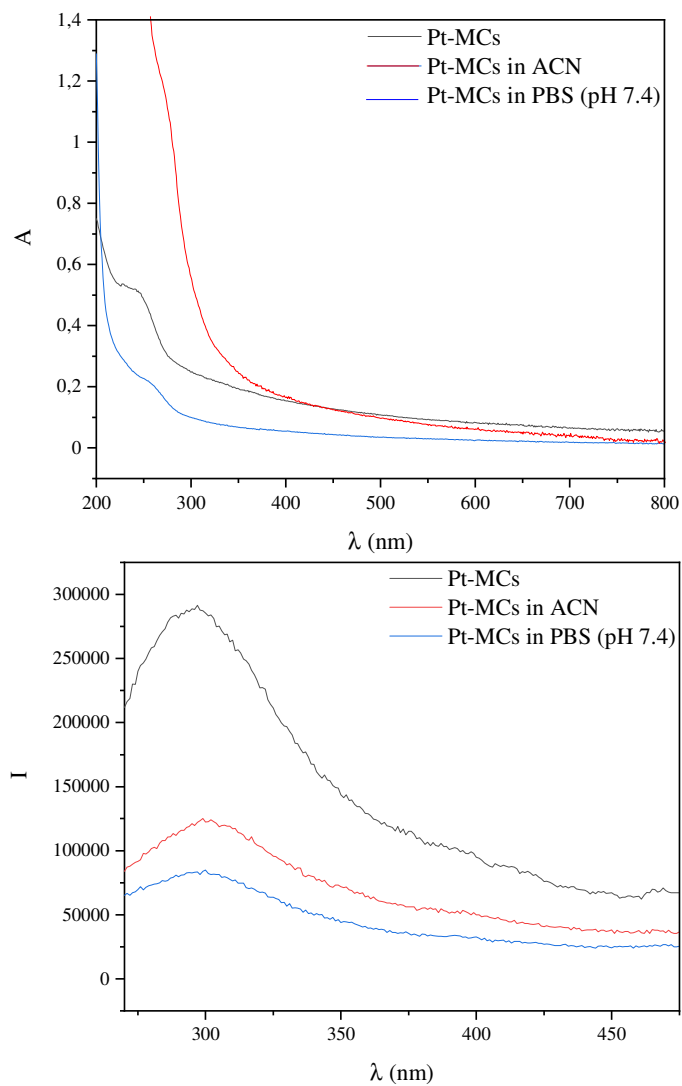 1,4
1,2
1
0,8
0,6
0,4
0,2
0
A
Pt-MCs
Pt-MCs in ACN
Pt-MCs in PBS (pH 7.4)
200 300 400 500 600 700 800
λ (nm)
300000
250000
200000
150000
100000
50000
0
I
Pt-MCs
Pt-MCs in ACN
Pt-MCs in PBS (pH 7.4)
300 350 400 450
λ (nm)